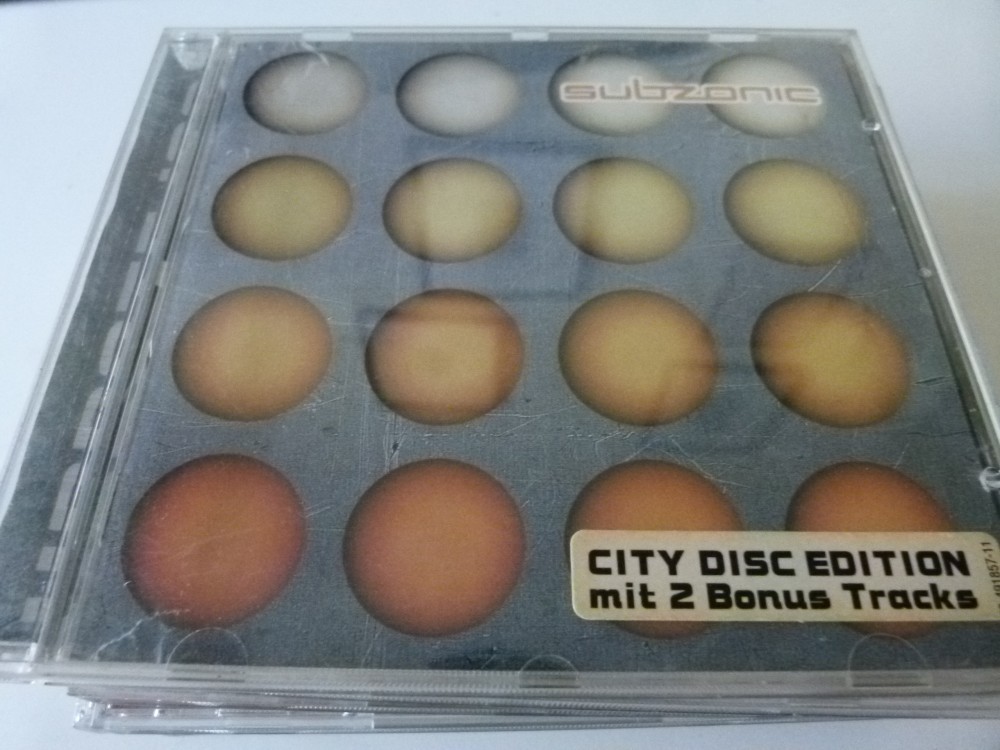 subzonic
CITY DISC EDITION
mit 2 Bonus Tracks